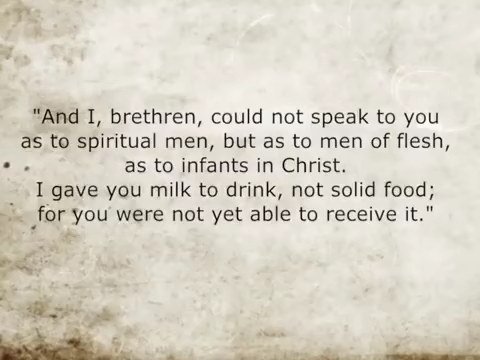 "And I, brethren, could not speak to you
as to spiritual men, but as to men of flesh,
as to infants in Christ.
I gave you milk to drink, not solid food;
for you were not yet able to receive it."